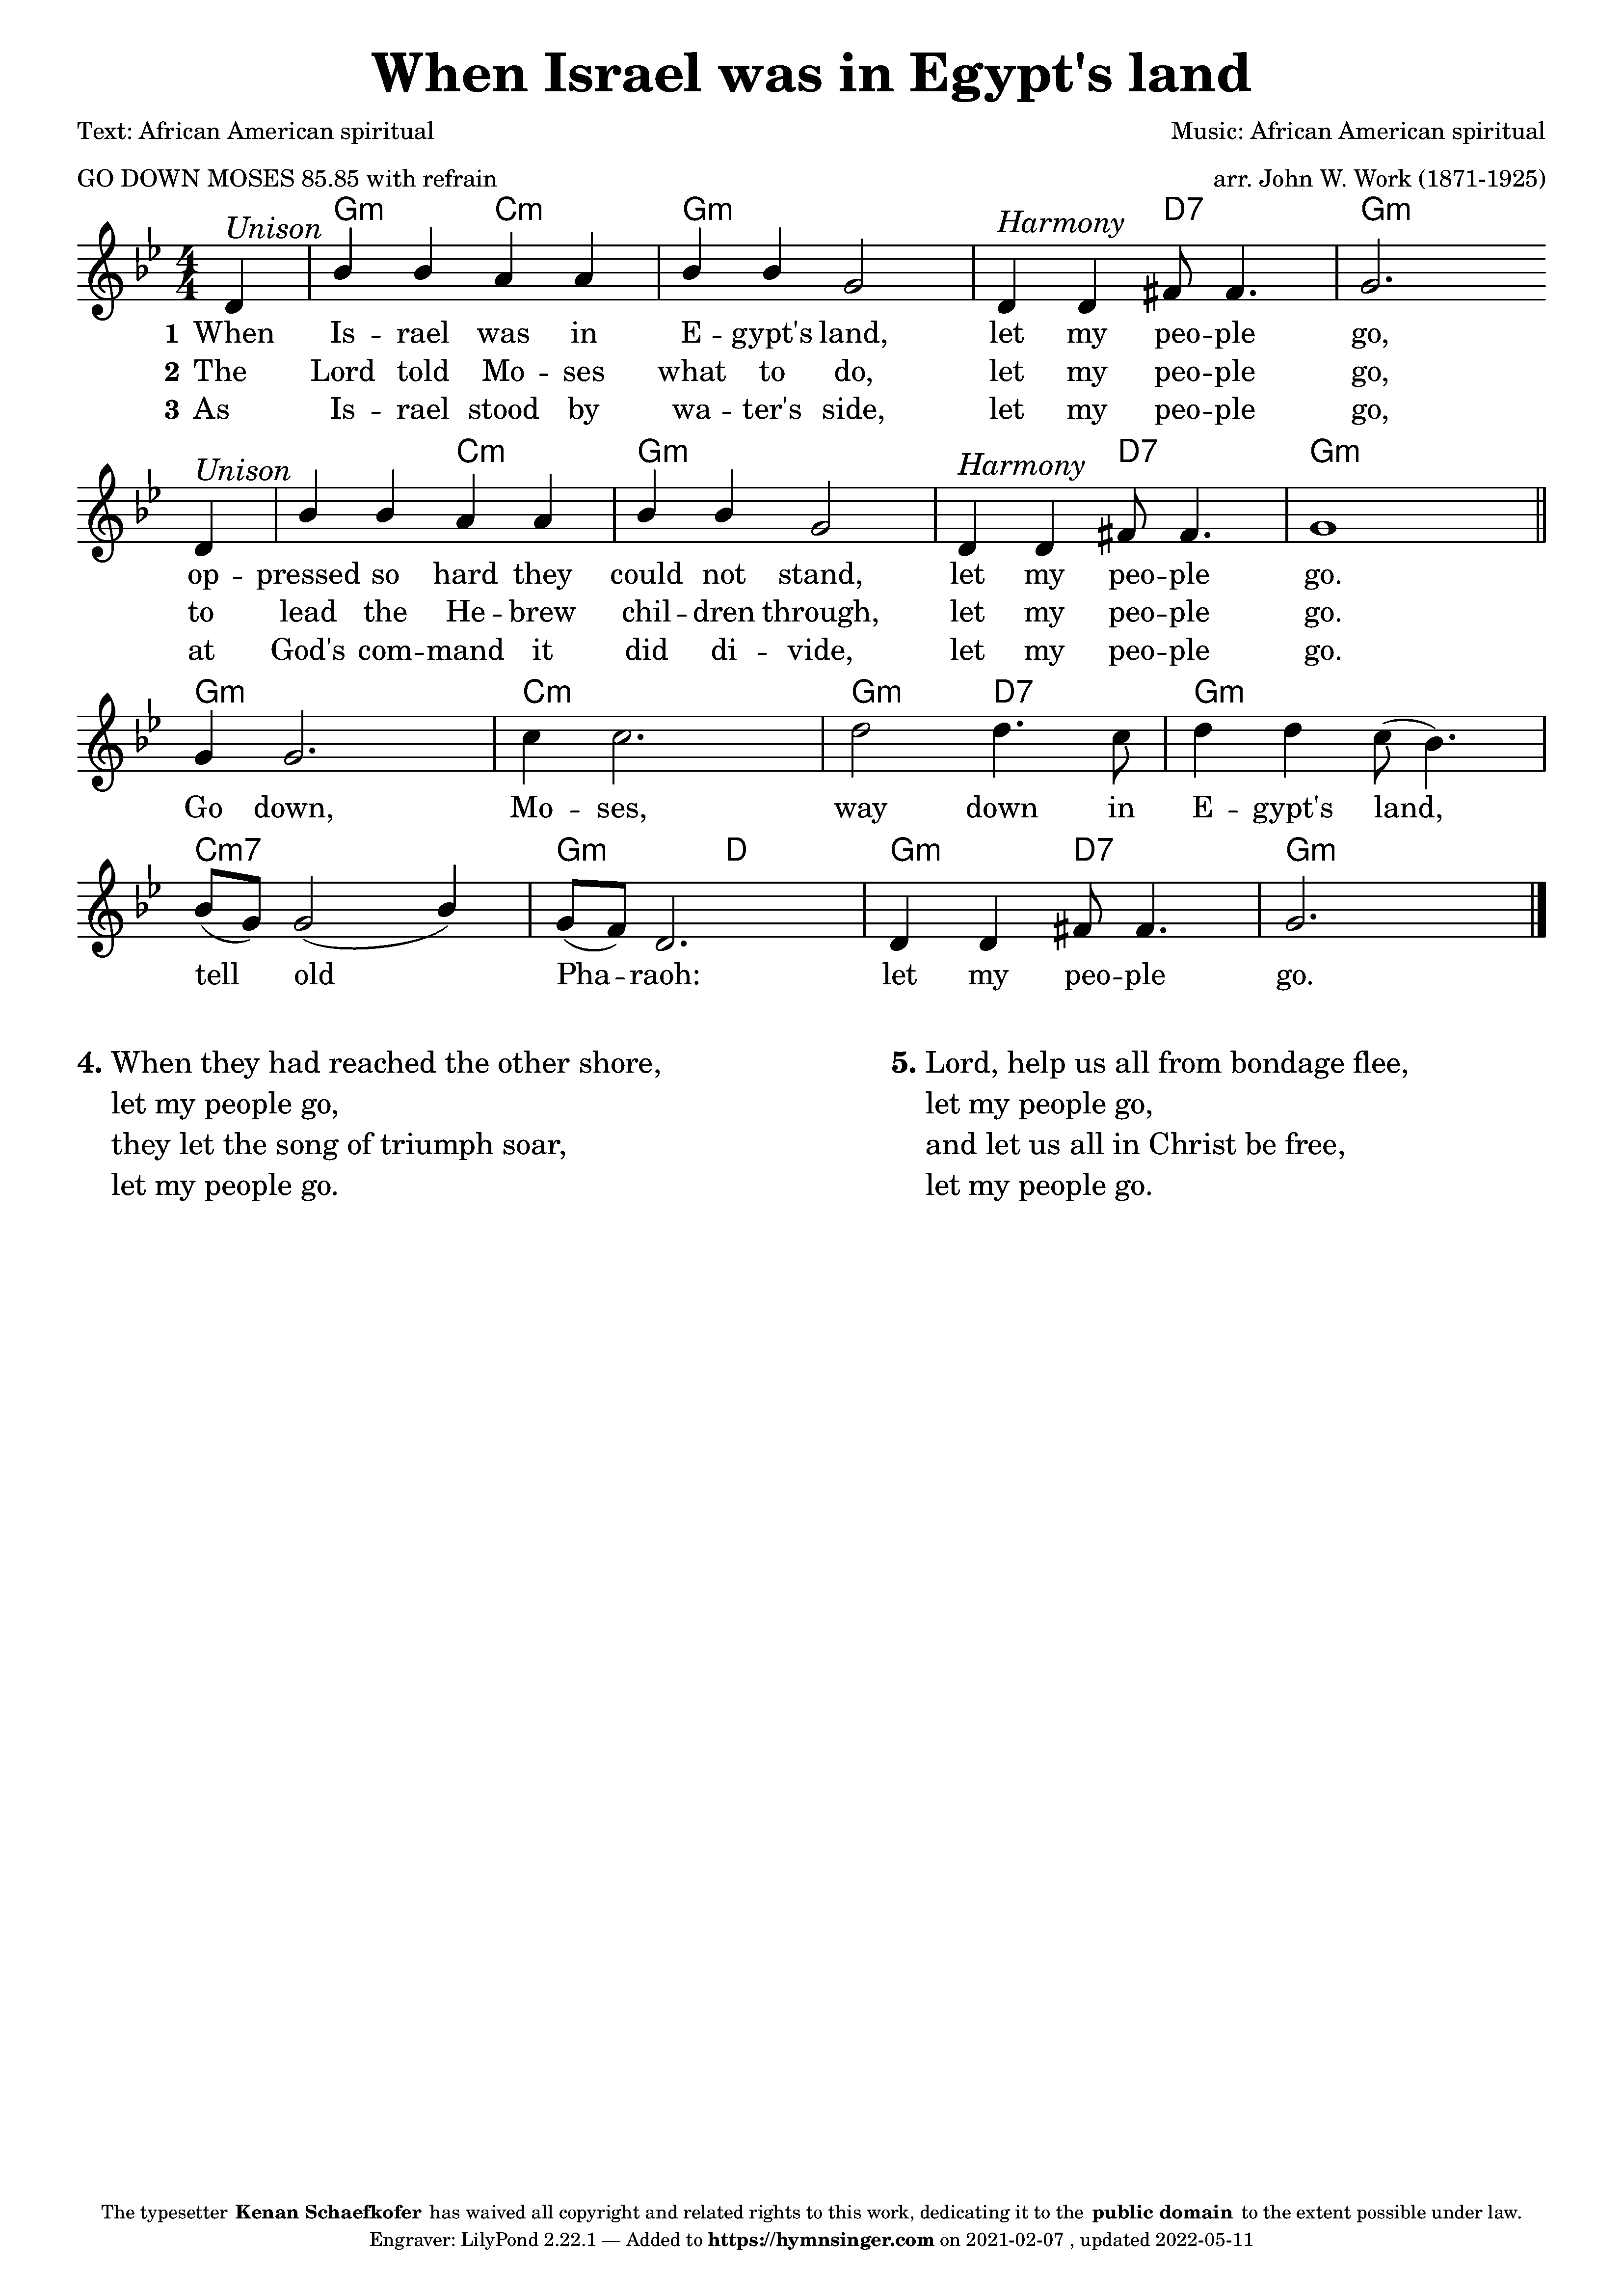 When Israel was in Egypt's land
Text: African American spiritual
Music: African American spiritual
GO DOWN MOSES 85.85 with refrain
arr. John W. Work (1871-1925)
Gm Cm Gm D7 Gm
Unison Harmony
4 4
1 When Is -- rael was in E -- gypt's land, let my peo -- ple go,
2 The Lord told Mo -- ses what to do, let my peo -- ple go,
3 As Is -- rael stood by wa -- ter's side, let my peo -- ple go,
Cm Gm D7 Gm
Unison Harmony
op -- pressed so hard they could not stand, let my peo -- ple go.
to lead the He -- brew chil -- dren through, let my peo -- ple go.
at God's com -- mand it did di -- vide, let my peo -- ple go.
Gm Cm Gm D7 Gm
Go down, Mo -- ses, way down in E -- gypt's land,
Cm7 Gm D Gm D7 Gm
tell old Pha -- raoh: let my peo -- ple go.
4. When they had reached the other shore,
let my people go,
they let the song of triumph soar,
let my people go.
5. Lord, help us all from bondage flee,
let my people go,
and let us all in Christ be free,
let my people go.
The typesetter Kenan Schaefkofer has waived all copyright and related rights to this work, dedicating it to the public domain to the extent possible under law.
Engraver: LilyPond 2.22.1 — Added to https://hymnsinger.com on 2021-02-07 , updated 2022-05-11